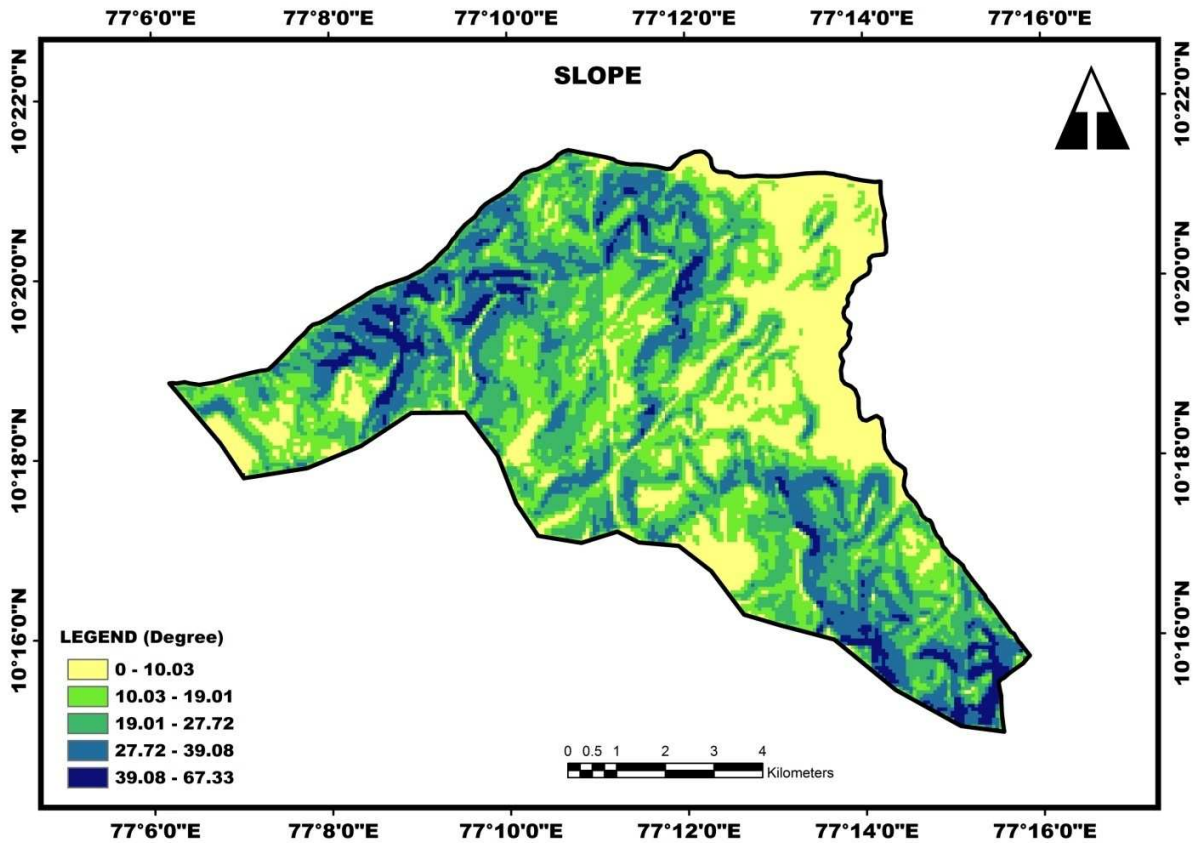 77°6'0"E 77°8'0"E 77°10'0"E 77°12'0"E 77°14'0"E 77°16'0"E
SLOPE
10°22'0"N 10°22'0"N
10°20'0"N 10°20'0"N
10°18'0"N 10°18'0"N
10°16'0"N 10°16'0"N
LEGEND (Degree)
0 - 10.03
10.03 - 19.01
19.01 - 27.72
27.72 - 39.08
39.08 - 67.33
0 0.5 1 2 3 4
Kilometers
77°6'0"E 77°8'0"E 77°10'0"E 77°12'0"E 77°14'0"E 77°16'0"E